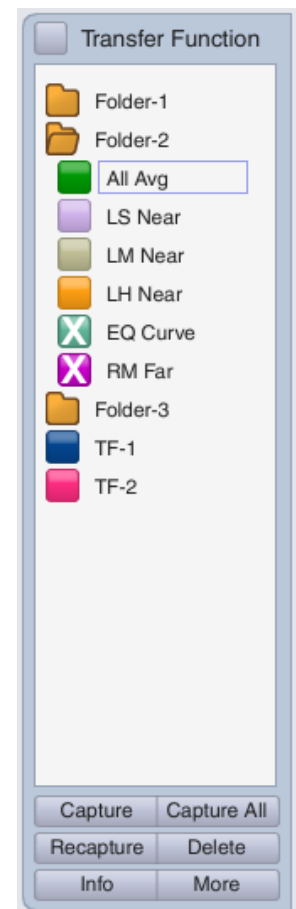 Transfer Function
Folder-1
Folder-2
All Avg
LS Near
LM Near
LH Near
X EQ Curve
X RM Far
Folder-3
TF-1
TF-2
Capture Capture All
Recapture Delete
Info More